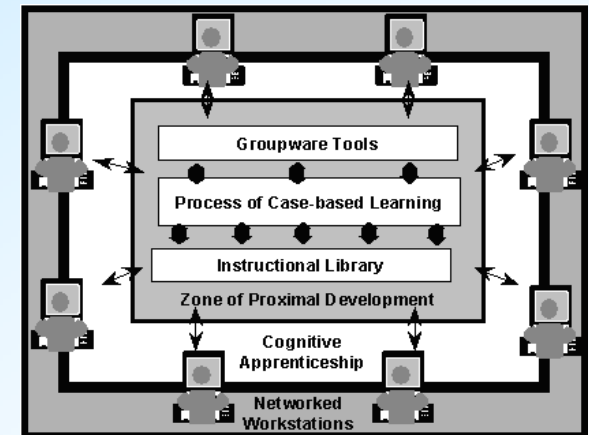 Groupware Tools
Process of Case-based Learning
Instructional Library
Zone of Proximal Development
Cognitive
Apprenticeship
Networked
Workstations